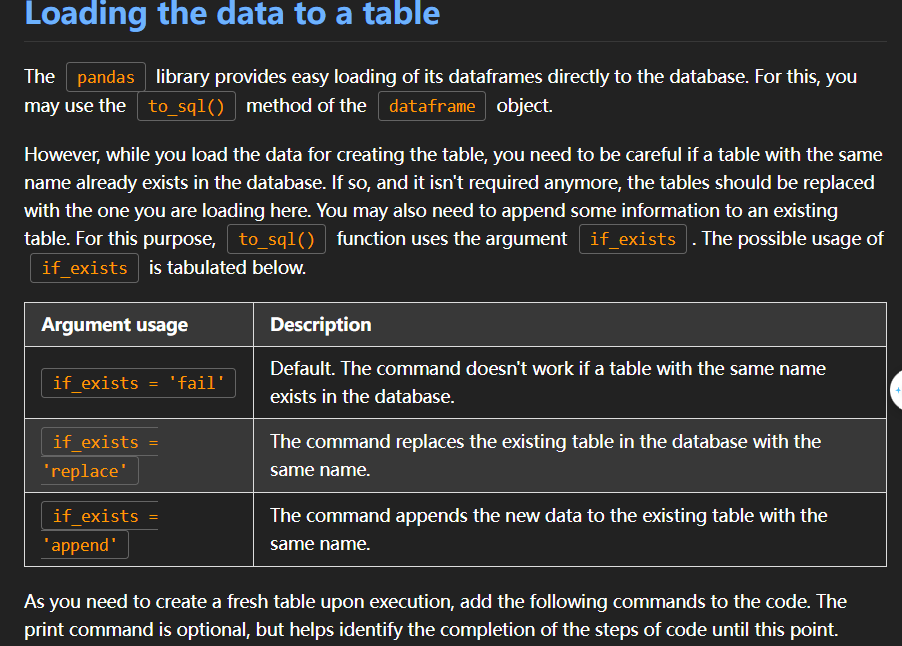 Loading the data to a table
The pandas library provides easy loading of its dataframes directly to the database. For this, you
may use the to_sql() method of the dataframe object.
However, while you load the data for creating the table, you need to be careful if a table with the same
name already exists in the database. If so, and it isn't required anymore, the tables should be replaced
with the one you are loading here. You may also need to append some information to an existing
table. For this purpose, to_sql() function uses the argument if_exists . The possible usage of
if_exists is tabulated below.
Argument usage Description
if_exists = 'fail' Default. The command doesn't work if a table with the same name
exists in the database.
if_exists = The command replaces the existing table in the database with the
'replace' same name.
if_exists = The command appends the new data to the existing table with the
'append' same name.
As you need to create a fresh table upon execution, add the following commands to the code. The
print command is optional, but helps identify the completion of the steps of code until this point.